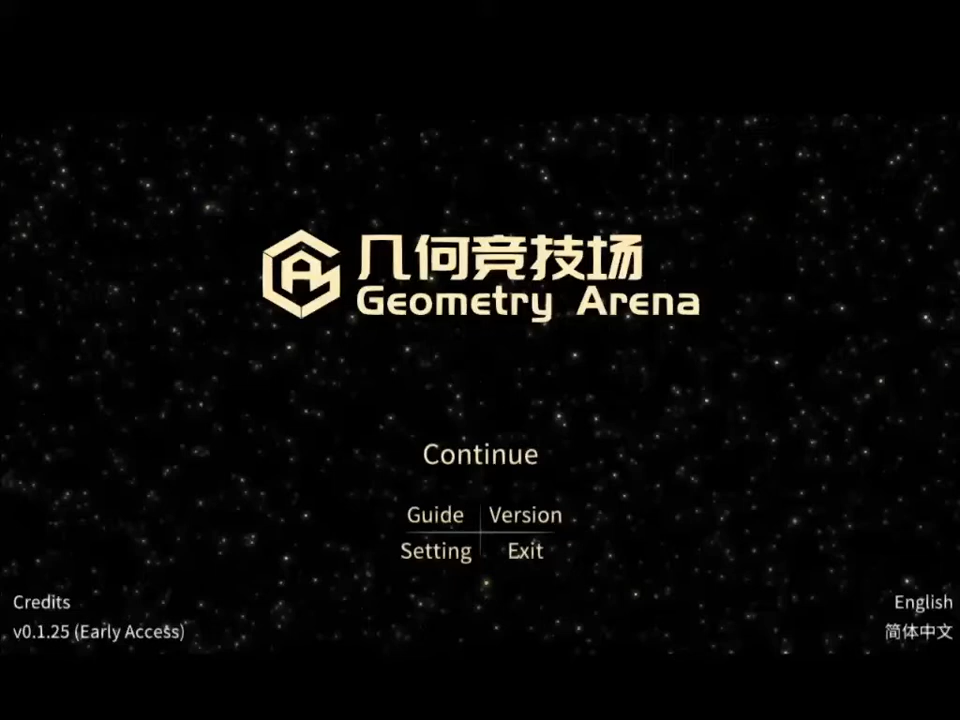 几何竞技场
Geometry Arena
Continue
Guide Version
Setting Exit
Credits
English
v0.1.25 (Early Access)
简体中文